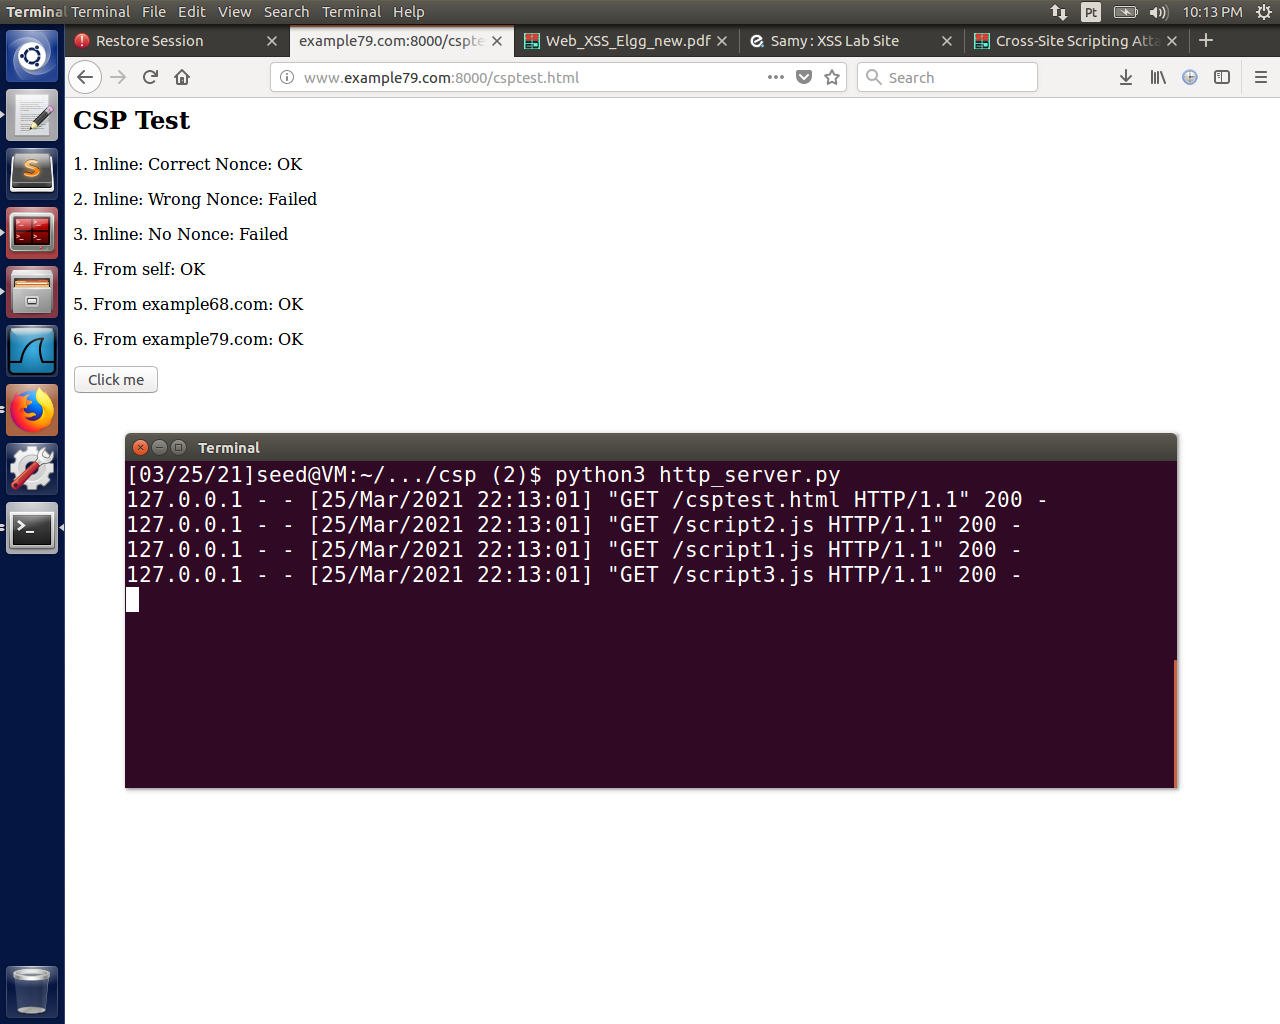 Terminal Terminal File Edit View Search Terminal Help Pt 10:13 PM
Restore Session example79.com:8000/cspte Web_XSS_Elgg_new.pdf Samy: XSS Lab Site Cross-Site Scripting Atta
www.example79.com:8000/csptest.html Search
CSP Test
1. Inline: Correct Nonce: OK
2. Inline: Wrong Nonce: Failed
3. Inline: No Nonce: Failed
4. From self: OK
5. From example68.com: OK
6. From example79.com: OK
Click me
Terminal
[03/25/21]seed@VM:~/.../csp (2)$ python3 http_server.py
127.0.0.1 - - [25/Mar/2021 22:13:01] "GET /csptest.html HTTP/1.1" 200 -
127.0.0.1 - - [25/Mar/2021 22:13:01] "GET /script2.js HTTP/1.1" 200 -
127.0.0.1 - - [25/Mar/2021 22:13:01] "GET /script1.js HTTP/1.1" 200 -
127.0.0.1 - - [25/Mar/2021 22:13:01] "GET /script3.js HTTP/1.1" 200 -